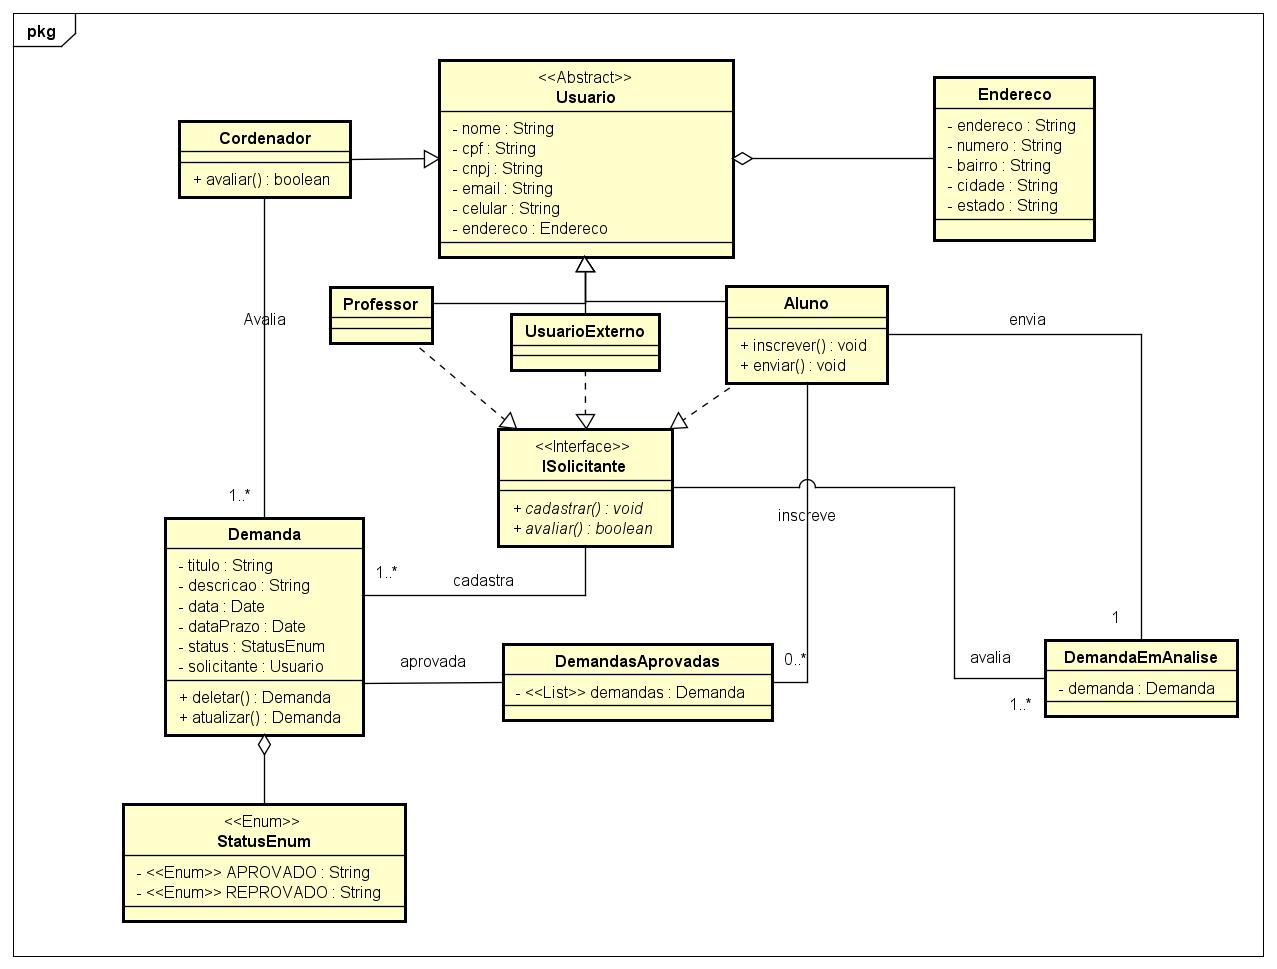 pkg
<<Abstract>>
Usuario
- nome : String
- cpf : String
- cnpj : String
- email : String
- celular : String
- endereco : Endereco
Endereco
- endereco : String
- numero : String
- bairro : String
- cidade : String
- estado : String
Cordenador
+ avaliar() : boolean
Professor
UsuarioExterno
Aluno
+ inscrever() : void
+ enviar() : void
Avalia
envia
<<Interface>>
ISolicitante
+ cadastrar() : void
+ avaliar() : boolean
1..*
inscreve
Demanda
- titulo : String
- descricao : String
- data : Date
- dataPrazo : Date
- status : StatusEnum
- solicitante : Usuario
+ deletar() : Demanda
+ atualizar() : Demanda
1..*
cadastra
aprovada
DemandasAprovadas
- <<List>> demandas : Demanda
0..*
1
avalia
1..*
DemandaEmAnalise
- demanda : Demanda
<<Enum>>
StatusEnum
- <<Enum>> APROVADO : String
- <<Enum>> REPROVADO : String